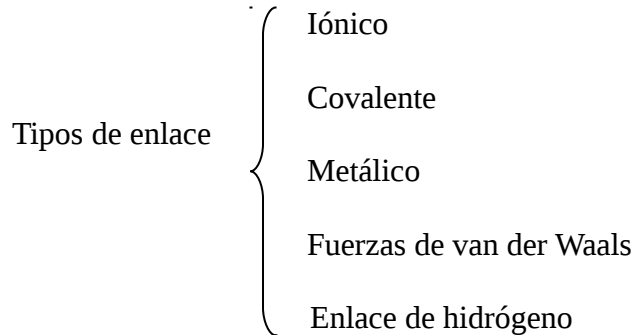 Iónico
Covalente
Tipos de enlace
Metálico
Fuerzas de van der Waals
Enlace de hidrógeno